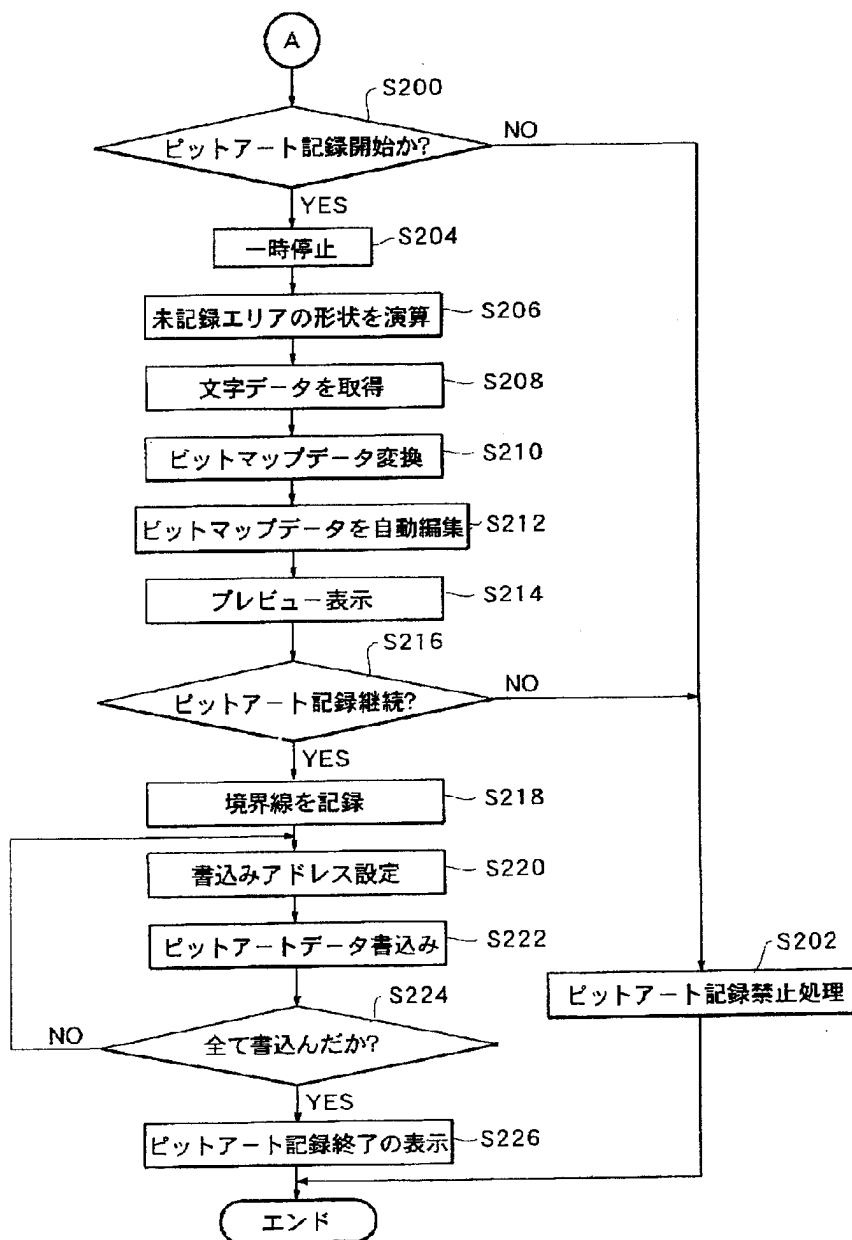 A
S200
ピットアート記録開始か?
NO
YES
一時停止
S204
未記録エリアの形状を演算
S206
文字データを取得
S208
ビットマップデータ変換
S210
ビットマップデータを自動編集
S212
プレビュー表示
S214
S216
ピットアート記録継続?
NO
YES
境界線を記録
S218
書込みアドレス設定
S220
ピットアートデータ書込み
S222
S202
ピットアート記録禁止処理
S224
全て書込んだか?
NO
YES
ピットアート記録終了の表示
S226
エンド